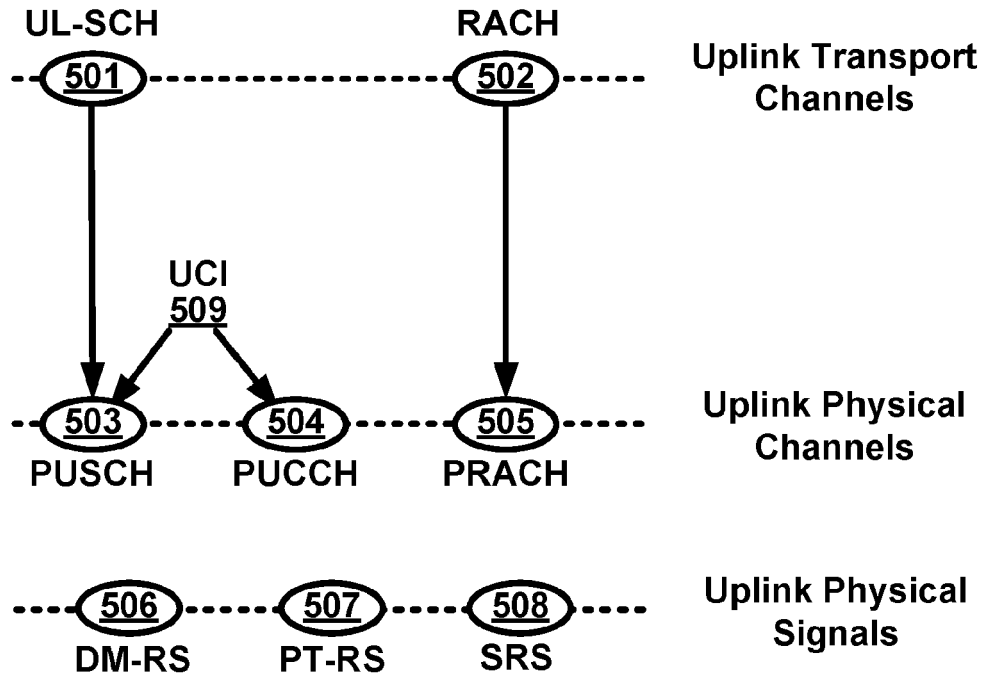 UL-SCH
RACH
501
502
Uplink Transport
Channels
UCI
509
503
504
505
Uplink Physical
Channels
PUSCH
PUCCH
PRACH
506
507
508
Uplink Physical
Signals
DM-RS
PT-RS
SRS